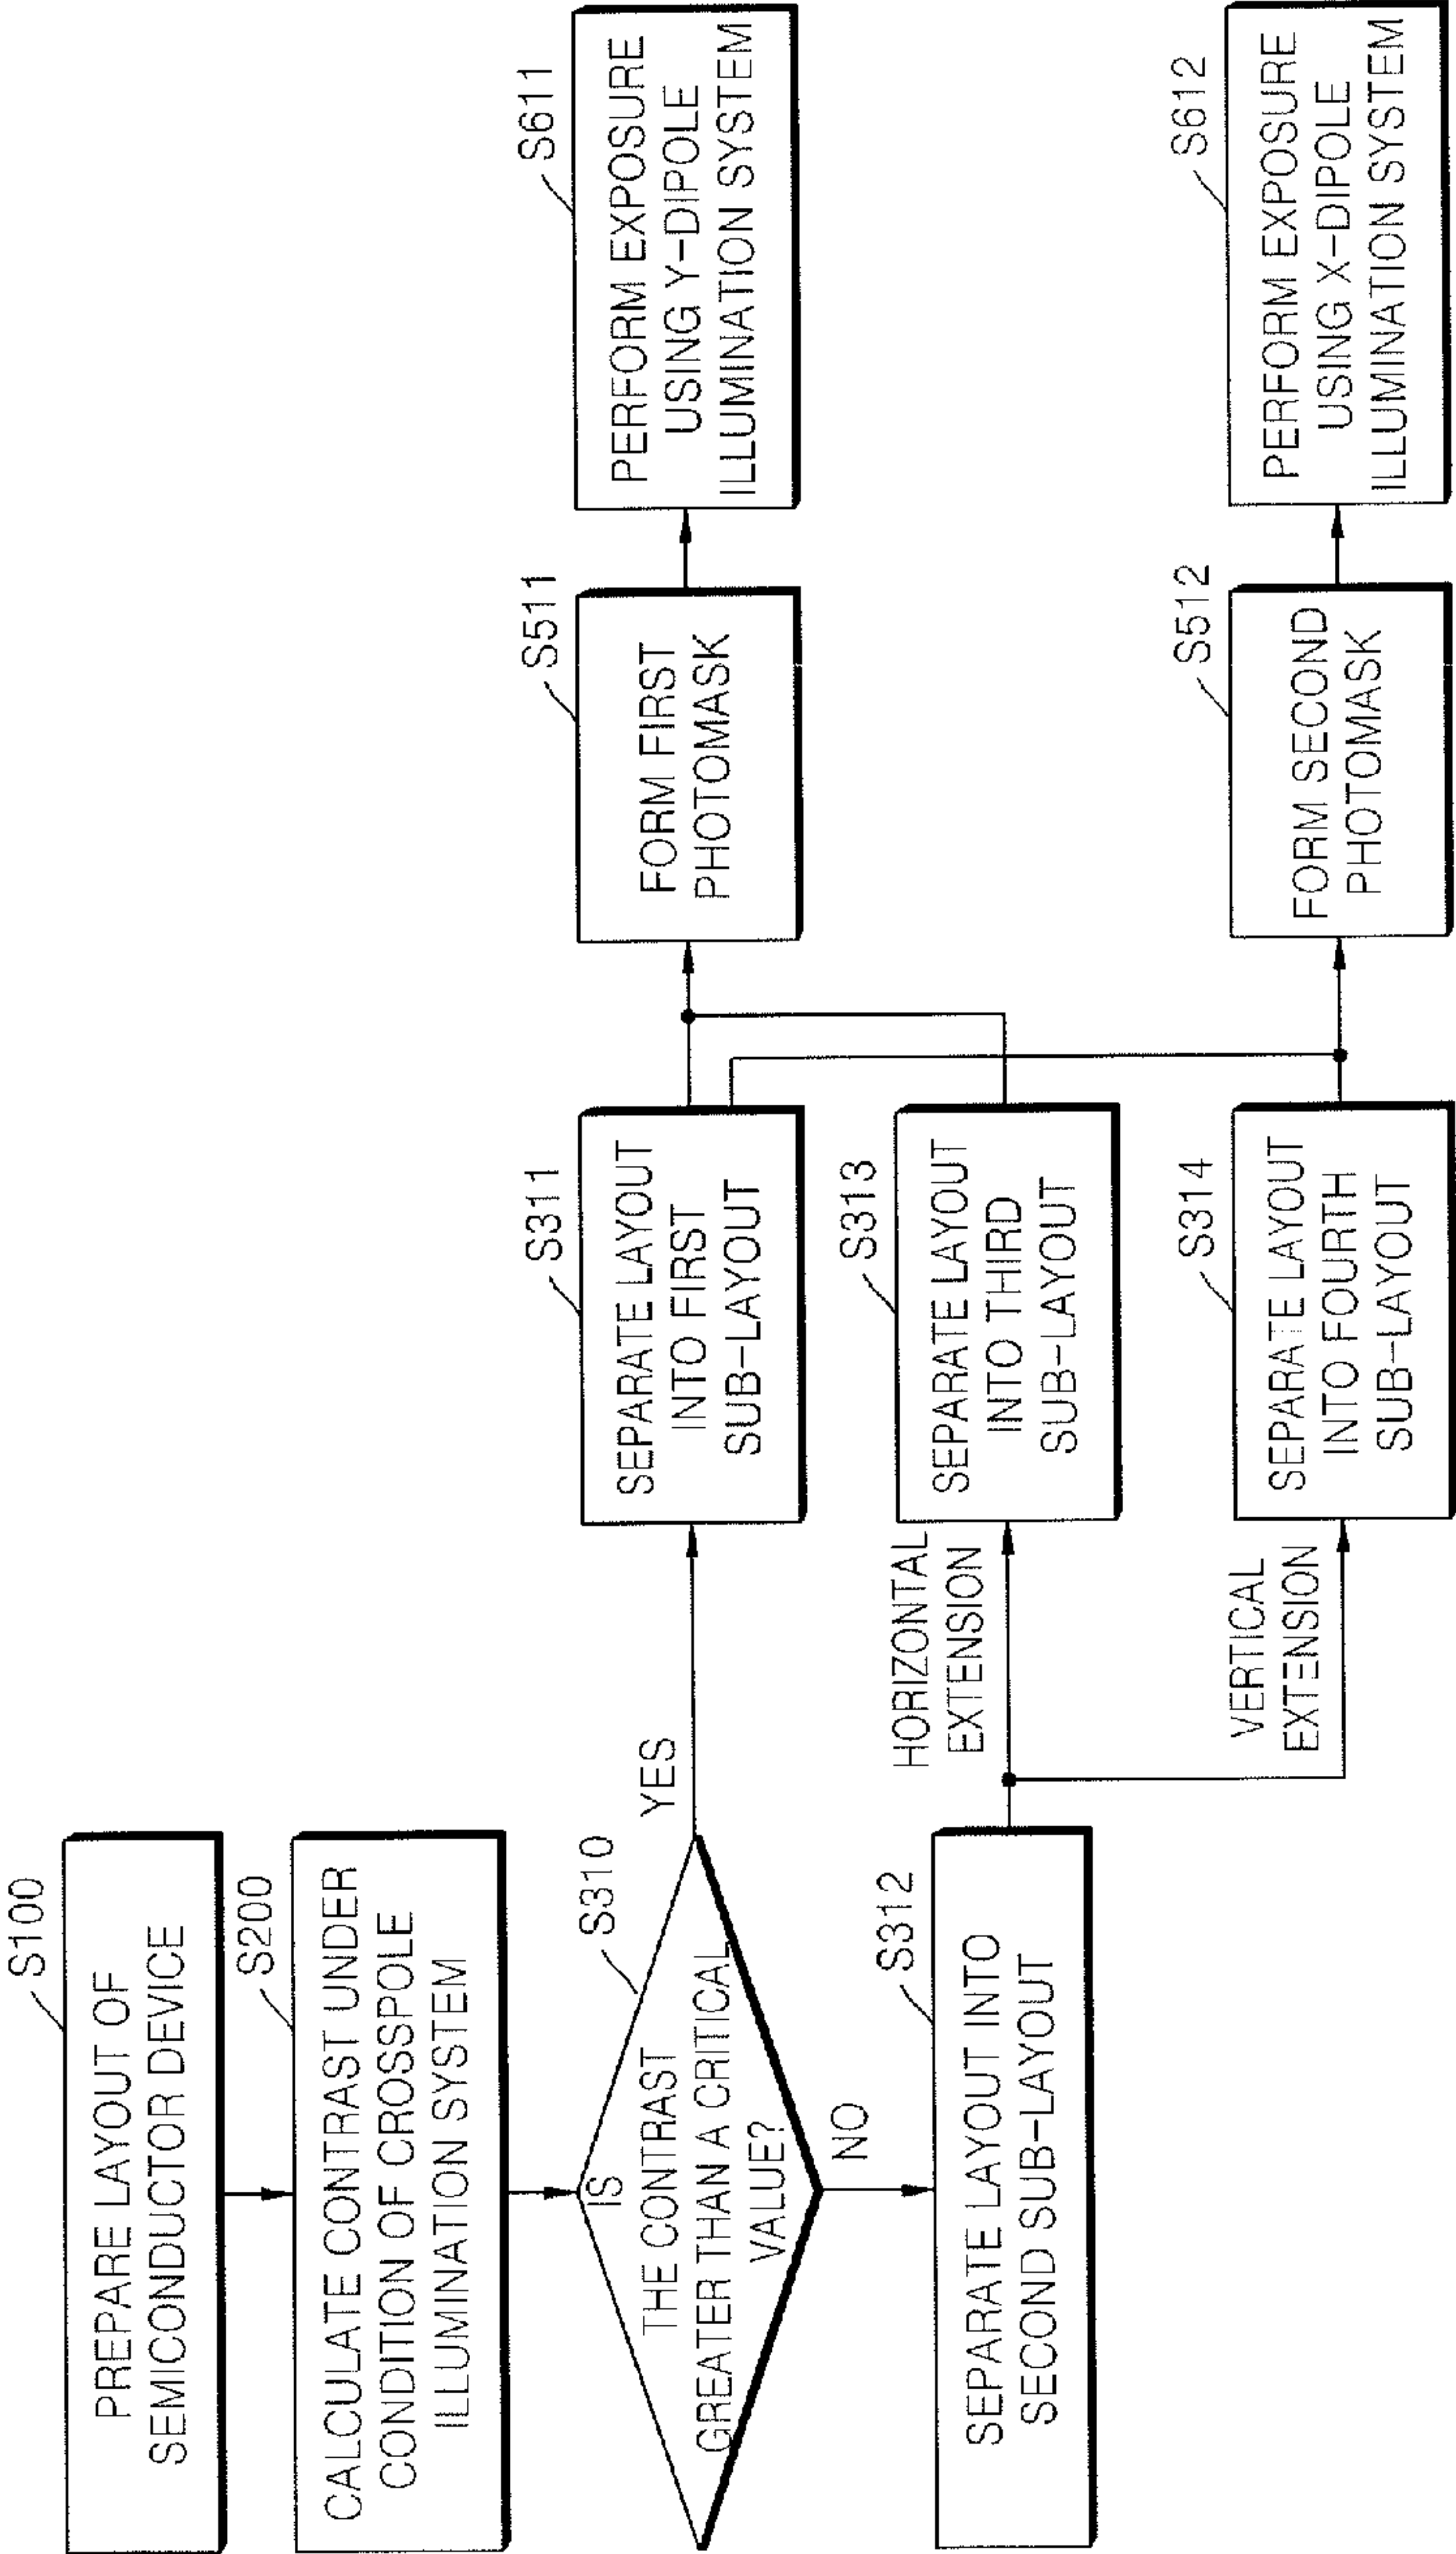 S100
PREPARE LAYOUT OF
SEMICONDUCTOR DEVICE
S200
CALCULATE CONTRAST UNDER
CONDITION OF CROSSPOLE
ILLUMINATION SYSTEM
S310
IS
THE CONTRAST
GREATER THAN A CRITICAL
VALUE?
YES
NO
S312
SEPARATE LAYOUT INTO
SECOND SUB-LAYOUT
HORIZONTAL
EXTENSION
VERTICAL
EXTENSION
S311
SEPARATE LAYOUT
INTO FIRST
SUB-LAYOUT
S313
SEPARATE LAYOUT
INTO THIRD
SUB-LAYOUT
S314
SEPARATE LAYOUT
INTO FOURTH
SUB-LAYOUT
S511
FORM FIRST
PHOTOMASK
S512
FORM SECOND
PHOTOMASK
S611
PERFORM EXPOSURE
USING Y-DIPOLE
ILLUMINATION SYSTEM
S612
PERFORM EXPOSURE
USING X-DIPOLE
ILLUMINATION SYSTEM